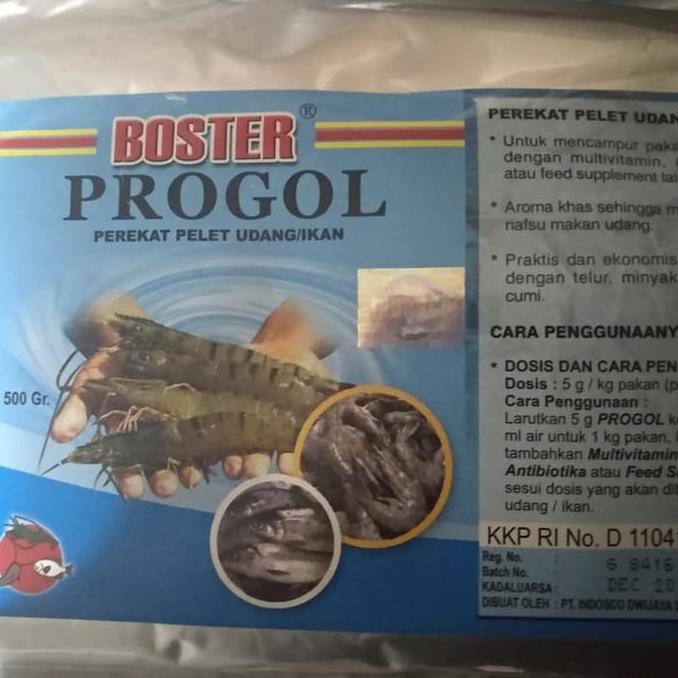 BOSTER®
PROGOL
PEREKAT PELET UDANG/IKAN
500 Gr.
PEREKAT PELET UDAN
* Untuk mencampur paka
dengan multivitamin,
atau feed supplement lai
* Aroma khas sehingga m
nafsu makan udang.
* Praktis dan ekonomis
dengan telur, minyak
cumi.
CARA PENGGUNAANY
* DOSIS DAN CARA PEN
Dosis : 5 g / kg pakan (p
Cara Penggunaan :
Larutkan 5 g PROGOL k
ml air untuk 1 kg pakan,
tambahkan Multivitamin
Antibiotika atau Feed S
sesui dosis yang akan di
udang / ikan.
KKP RI No. D 1104
Reg. No. :
Batch No. : G 8416
KADALUARSA : DEC 20
DIBUAT OLEH : PT. INDOSCO DWIJAYA